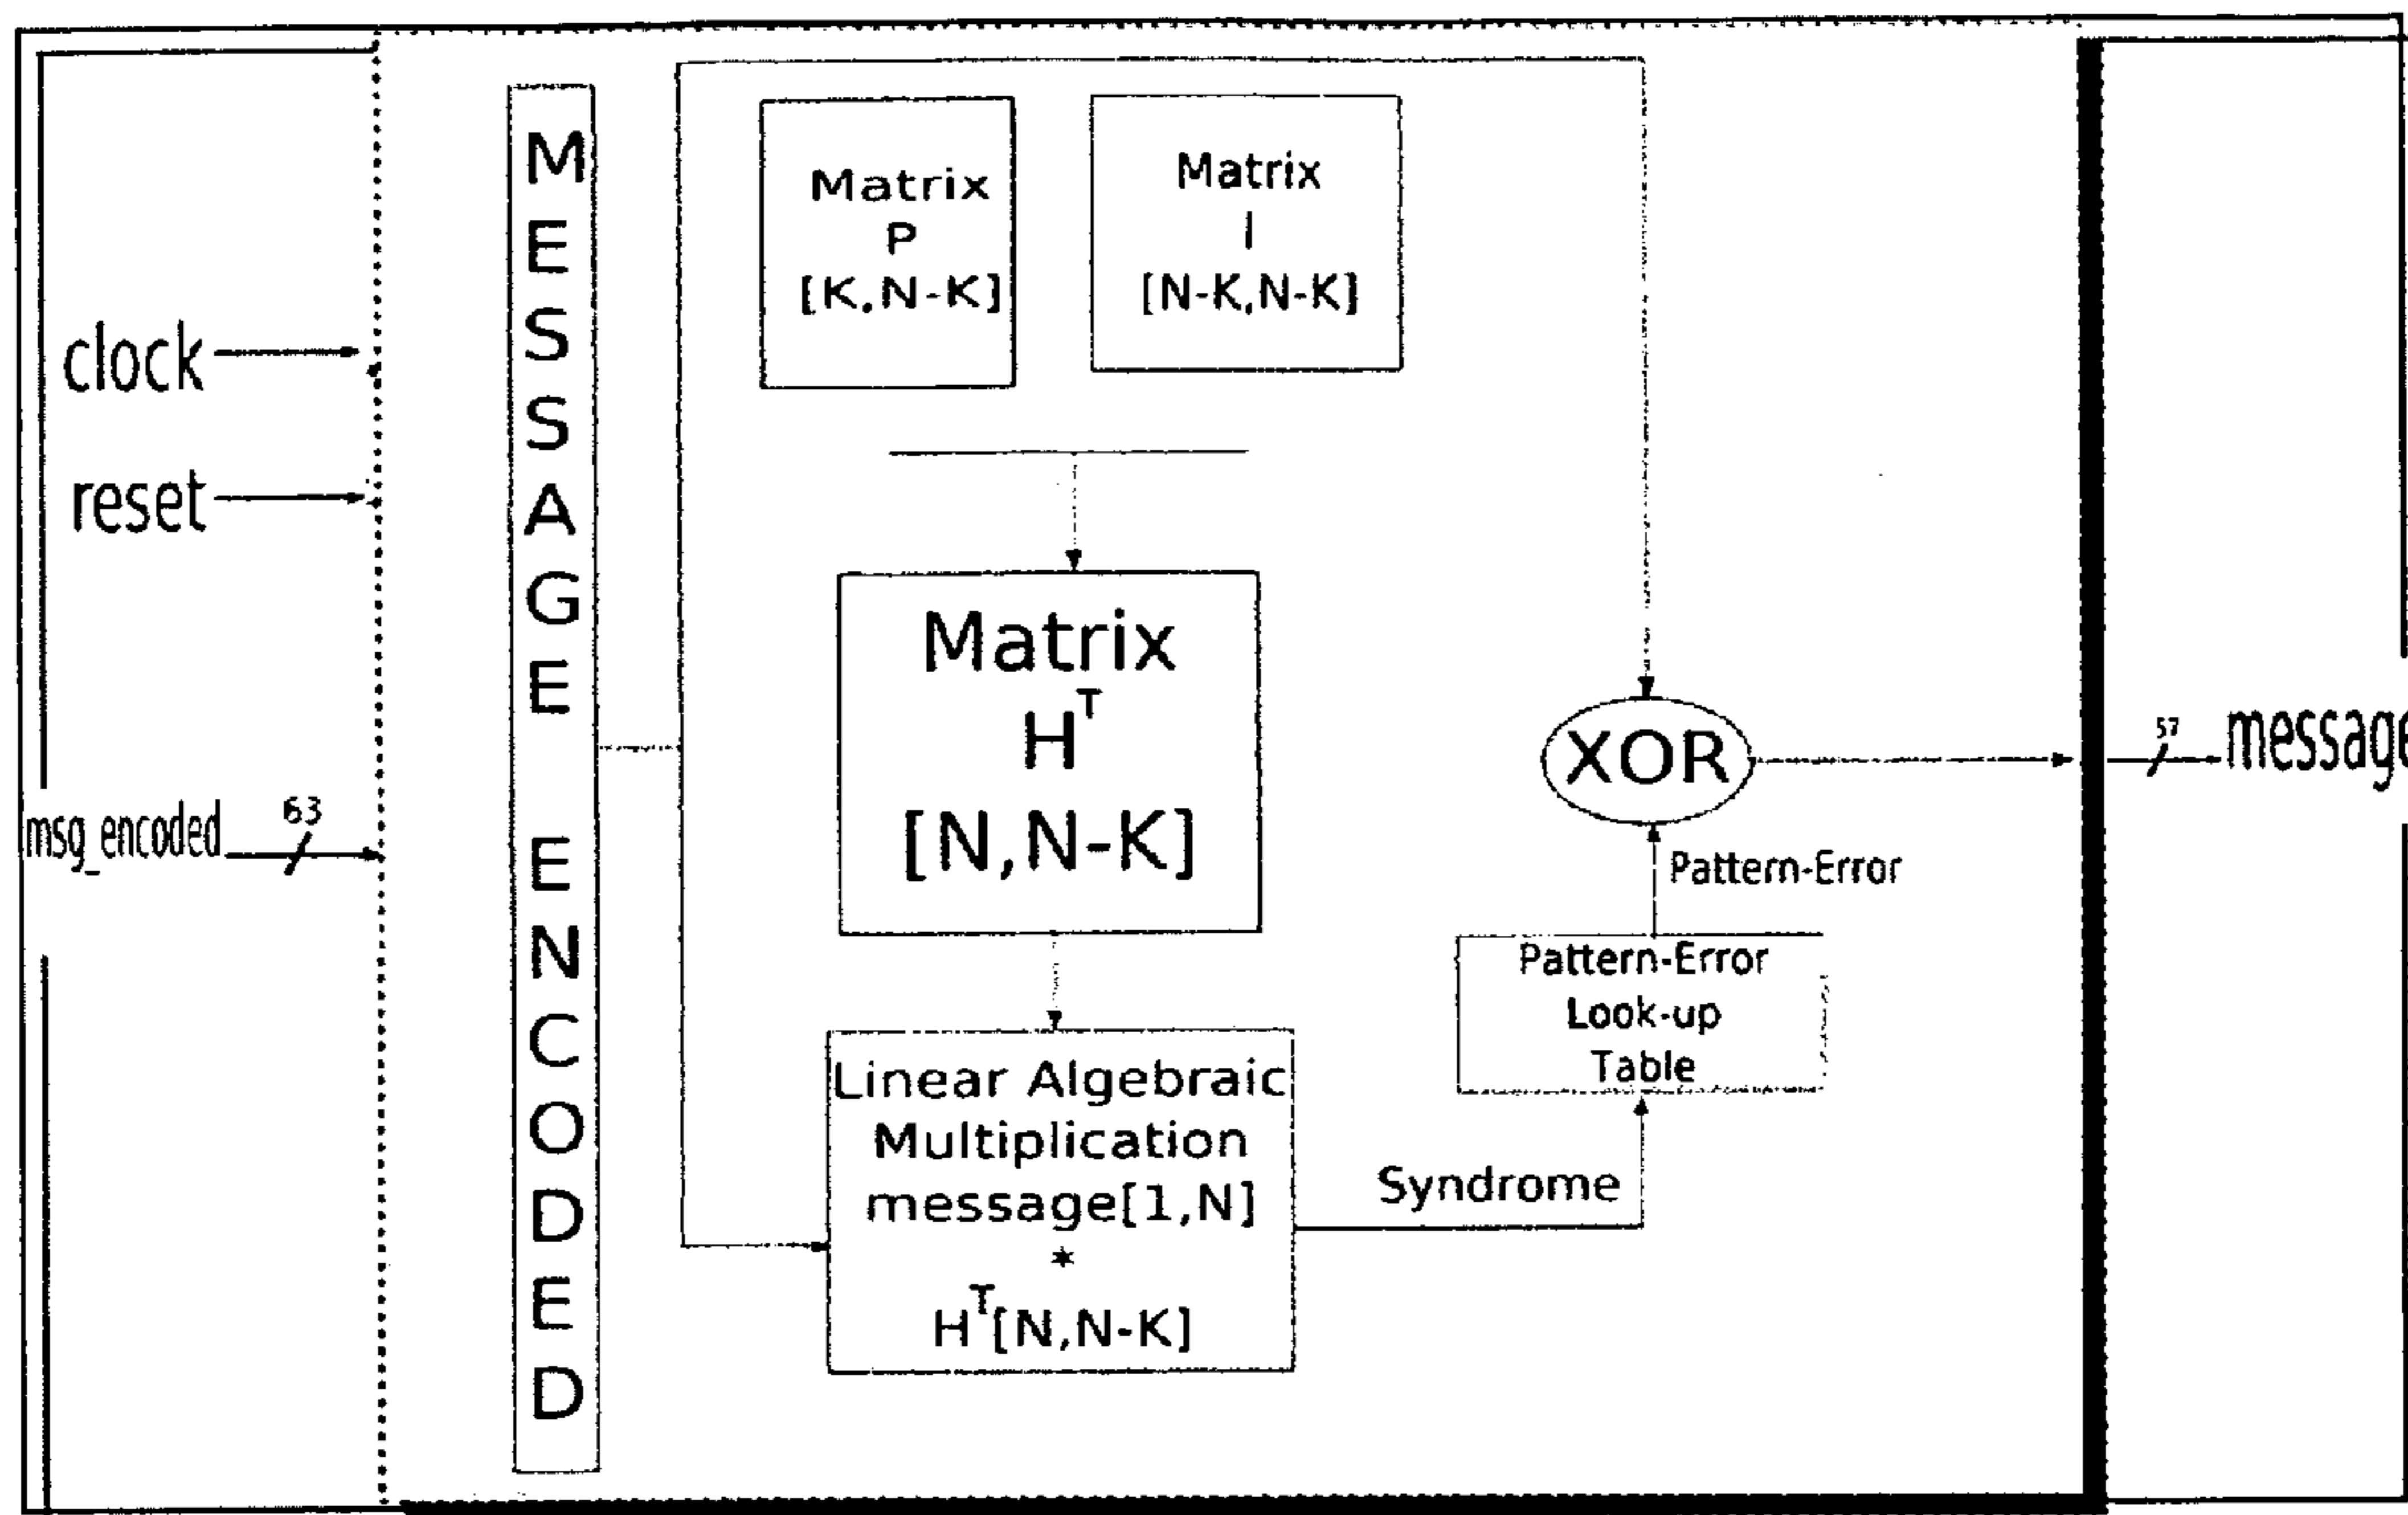 clock
reset
msg_encoded
63
MESSAGE ENCODED
Matrix
P
[K,N-K]
Matrix
I
[N-K,N-K]
Matrix
H^T
[N,N-K]
Linear Algebraic
Multiplication
message[1,N]
*
H^T[N,N-K]
Syndrome
Pattern-Error
Look-up
Table
Pattern-Error
XOR
57
message